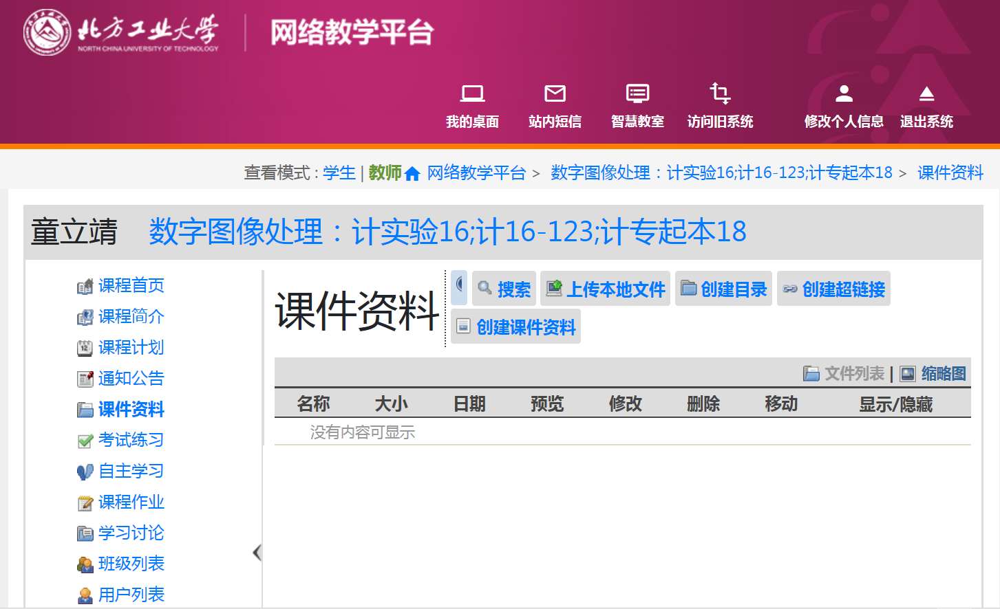 北方工业大学
NORTH CHINA UNIVERSITY OF TECHNOLOGY
网络教学平台
我的桌面 站内短信 智慧教室 访问旧系统 修改个人信息 退出系统
查看模式 : 学生 | 教师 网络教学平台 > 数字图像处理：计实验16;计16-123;计专起本18 > 课件资料
童立靖 数字图像处理：计实验16;计16-123;计专起本18
课程首页
课程简介
课程计划
通知公告
课件资料
考试练习
自主学习
课程作业
学习讨论
班级列表
用户列表
课件资料
搜索 上传本地文件 创建目录 创建超链接
创建课件资料
文件列表 | 缩略图
名称 大小 日期 预览 修改 删除 移动 显示/隐藏
没有内容可显示